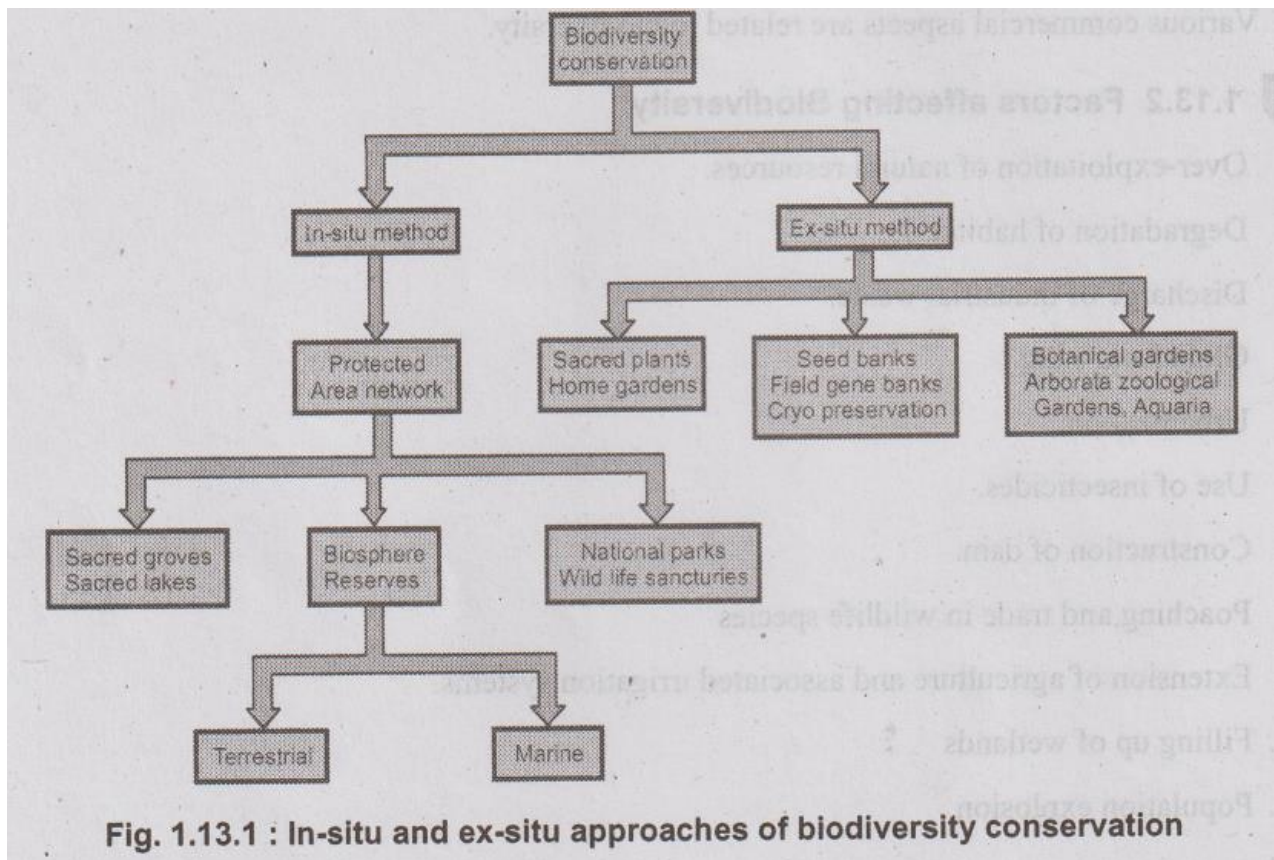 Various commercial aspects are related
1.13.2 Factors affecting Biodiversity
Over-exploitation of natural resources.
Degradation of
Use of insecticides.
Construction of dam.
Poaching and trade in wildlife species
Extension of agriculture and associated irrigation systems.
Filling up of wetlands
Population explosion.
Biodiversity
conservation
In-situ method
Ex-situ method
Protected
Area network
Sacred plants
Home gardens
Seed banks
Field gene banks
Cryo preservation
Botanical gardens
Arborata zoological
Gardens, Aquaria
Sacred groves
Sacred lakes
Biosphere
Reserves
National parks
Wild life sancturies
Terrestrial
Marine
Fig. 1.13.1 : In-situ and ex-situ approaches of biodiversity conservation